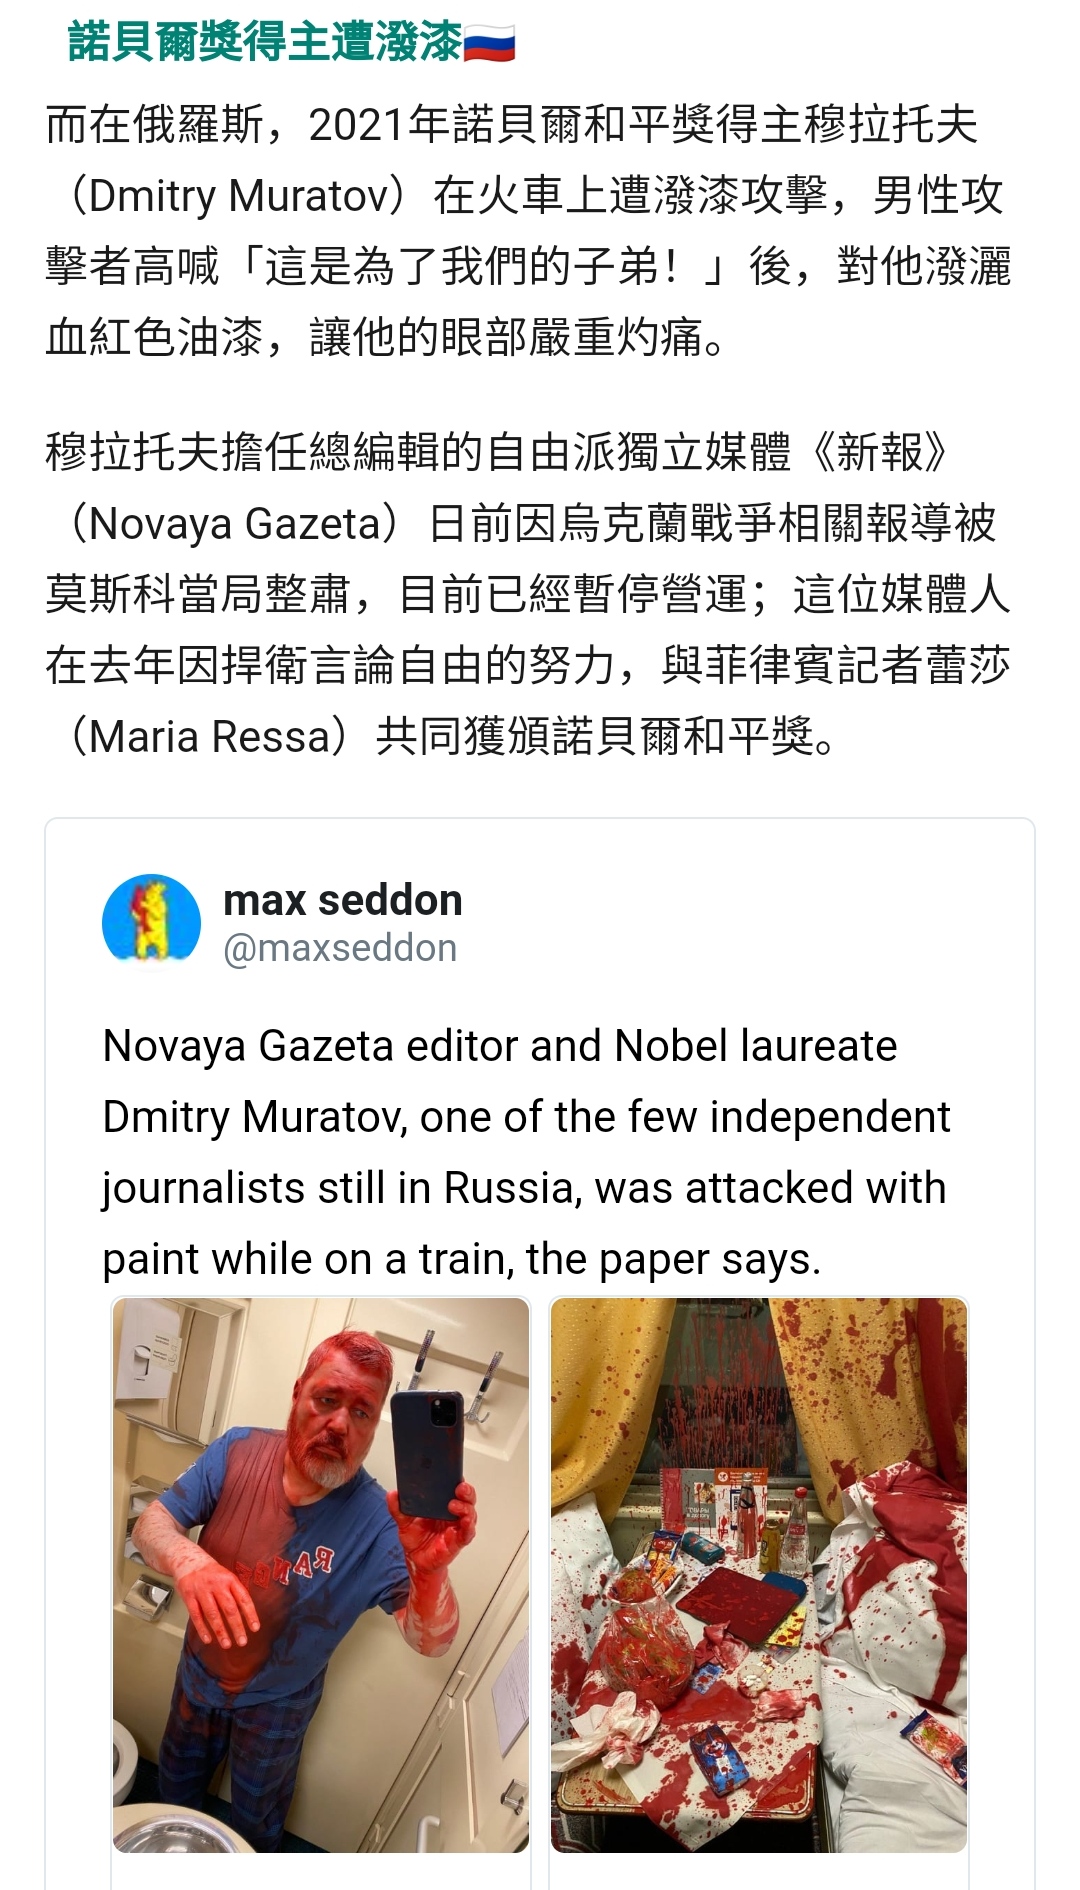 諾貝爾獎得主遭潑漆
而在俄羅斯，2021年諾貝爾和平獎得主穆拉托夫
（Dmitry Muratov）在火車上遭潑漆攻擊，男性攻
擊者高喊「這是為了我們的子弟！」後，對他潑灑
血紅色油漆，讓他的眼部嚴重灼痛。
穆拉托夫擔任總編輯的自由派獨立媒體《新報》
（Novaya Gazeta）日前因烏克蘭戰爭相關報導被
莫斯科當局整肅，目前已經暫停營運；這位媒體人
在去年因捍衛言論自由的努力，與菲律賓記者蕾莎
（Maria Ressa）共同獲頒諾貝爾和平獎。
max seddon
@maxseddon
Novaya Gazeta editor and Nobel laureate
Dmitry Muratov, one of the few independent
journalists still in Russia, was attacked with
paint while on a train, the paper says.